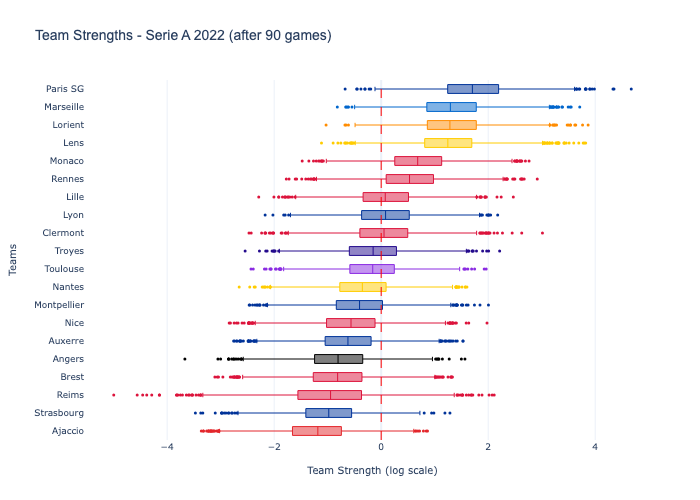 Team Strengths - Serie A 2022 (after 90 games)
Paris SG
Marseille
Lorient
Lens
Monaco
Rennes
Lille
Lyon
Clermont
Troyes
Toulouse
Nantes
Montpellier
Nice
Auxerre
Angers
Brest
Reims
Strasbourg
Ajaccio
Teams
−4 −2 0 2 4
Team Strength (log scale)